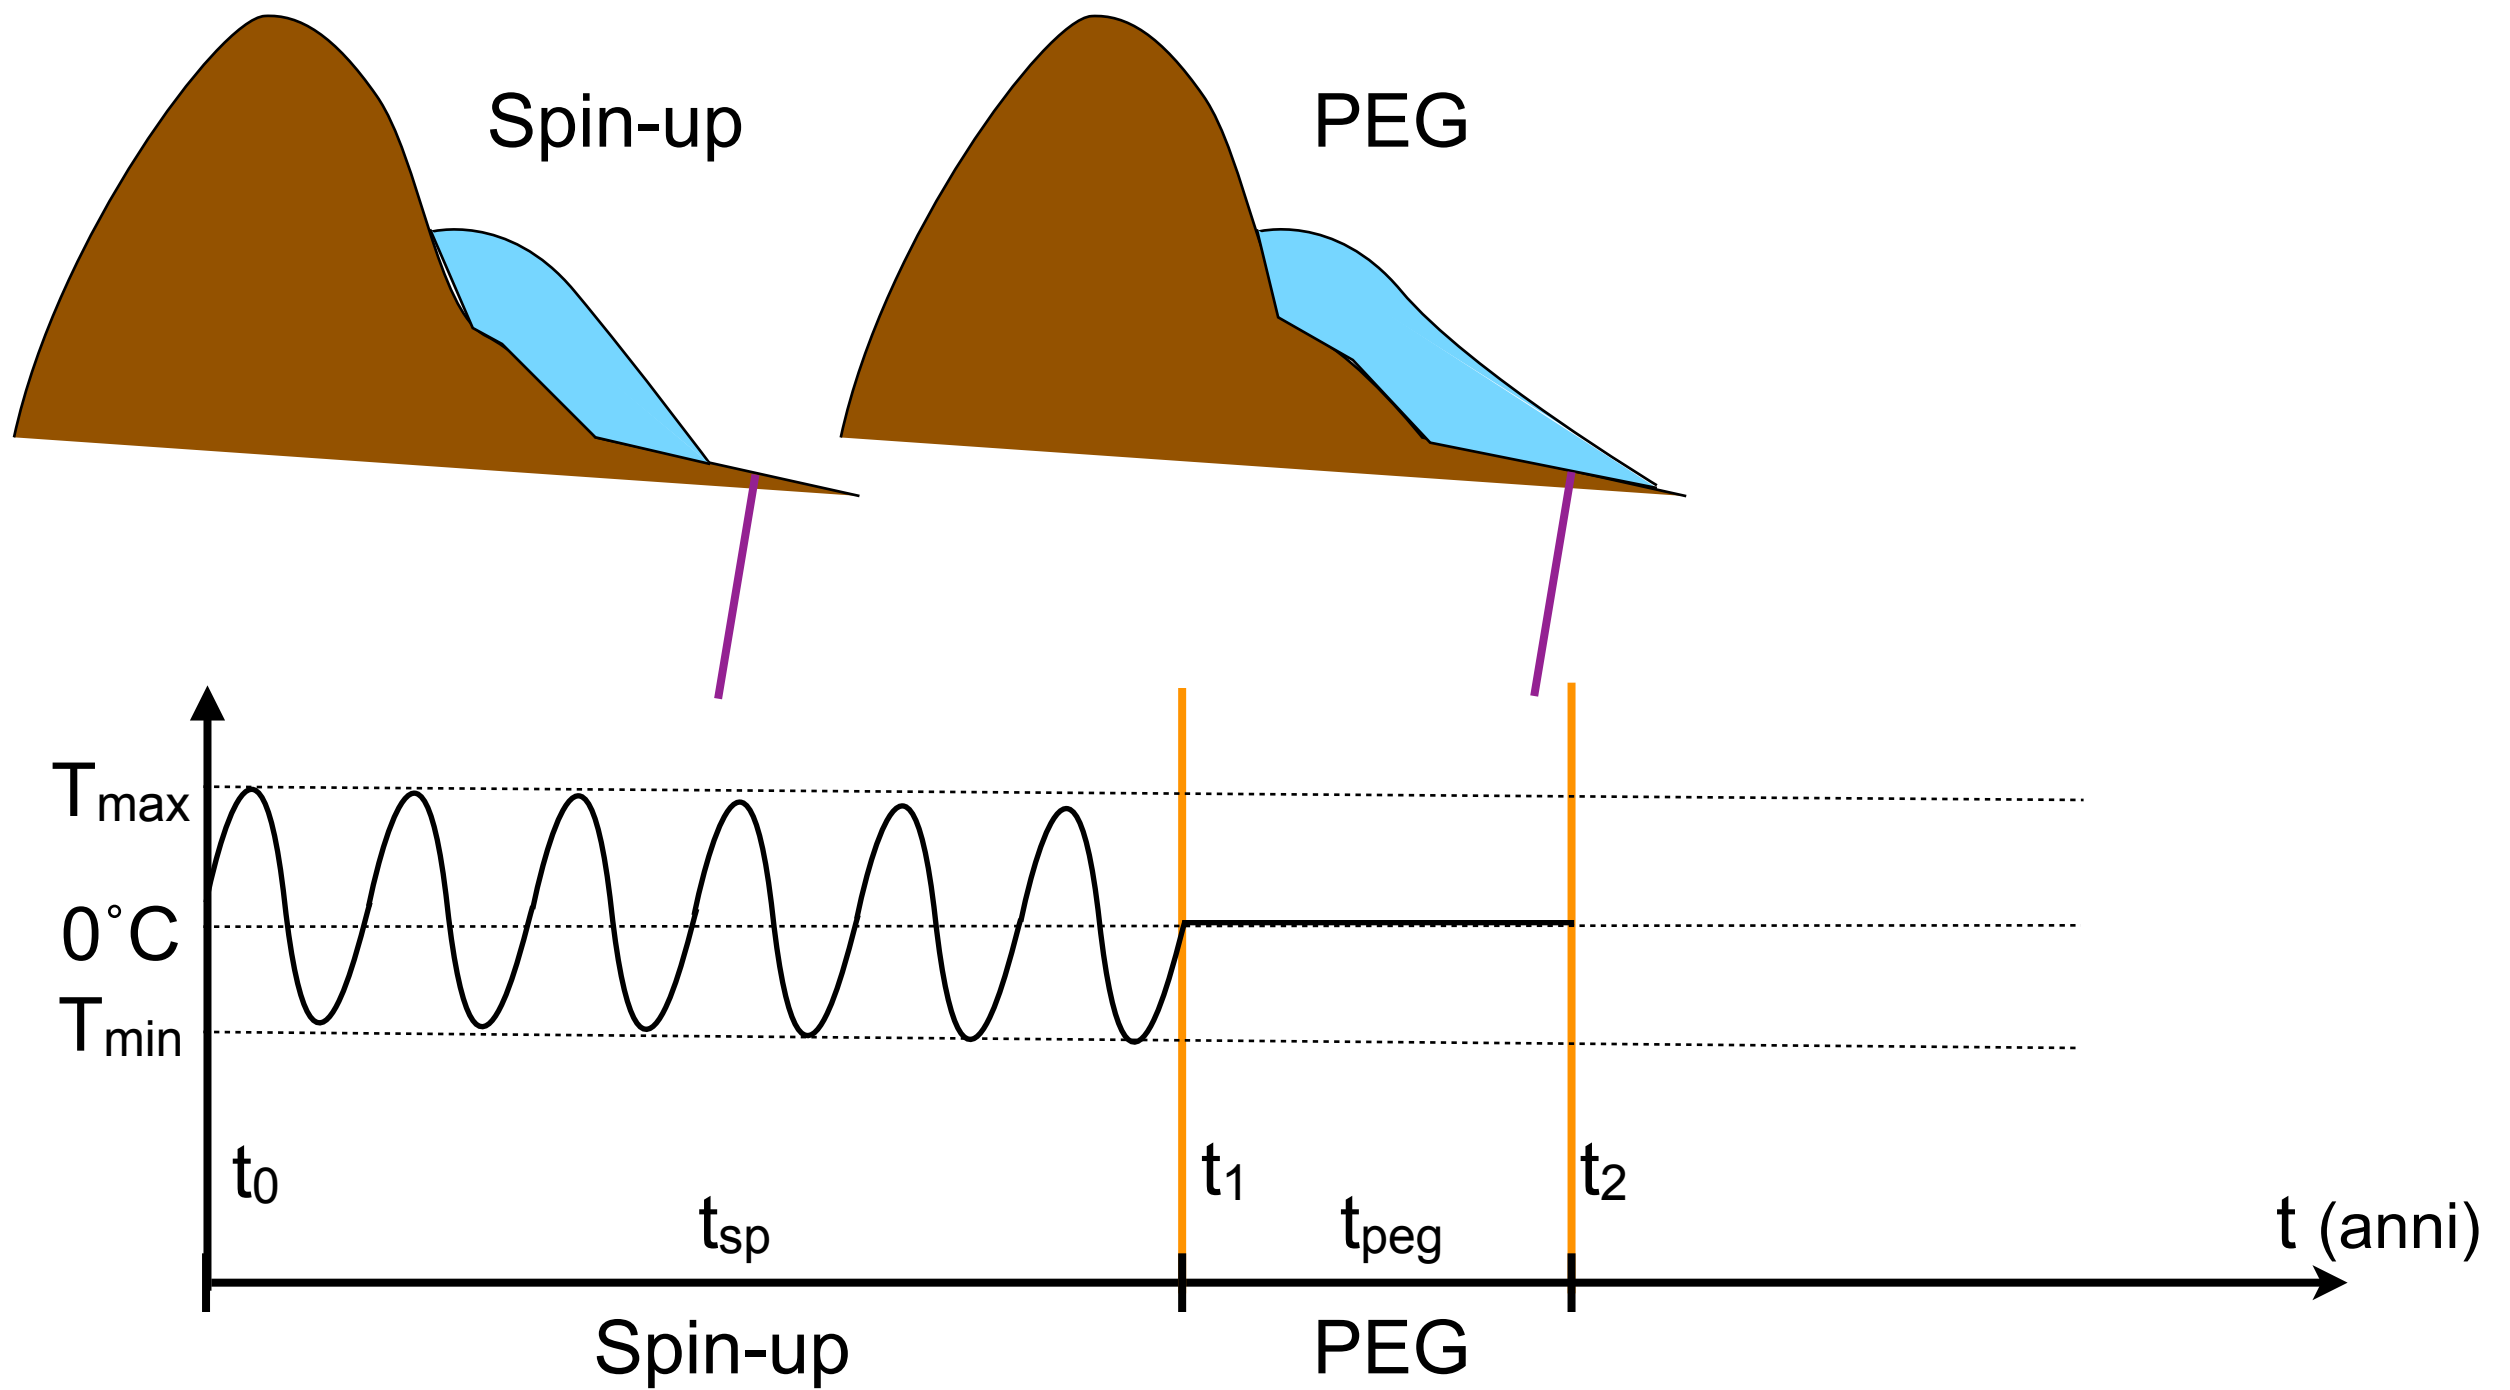 Spin-up
PEG
Tmax
0°C
Tmin
t0
t1
t2
tsp
tpeg
t (anni)
Spin-up
PEG